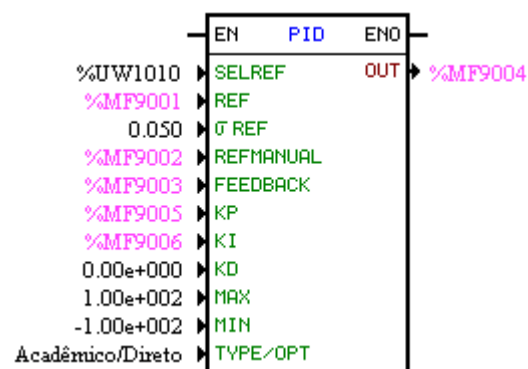 EN PID ENO
%UW1010 SELREF OUT %MF9004
%MF9001 REF
0.050 σ REF
%MF9002 REFMANUAL
%MF9003 FEEDBACK
%MF9005 KP
%MF9006 KI
0.00e+000 KD
1.00e+002 MAX
-1.00e+002 MIN
Acadêmico/Direto TYPE/OPT